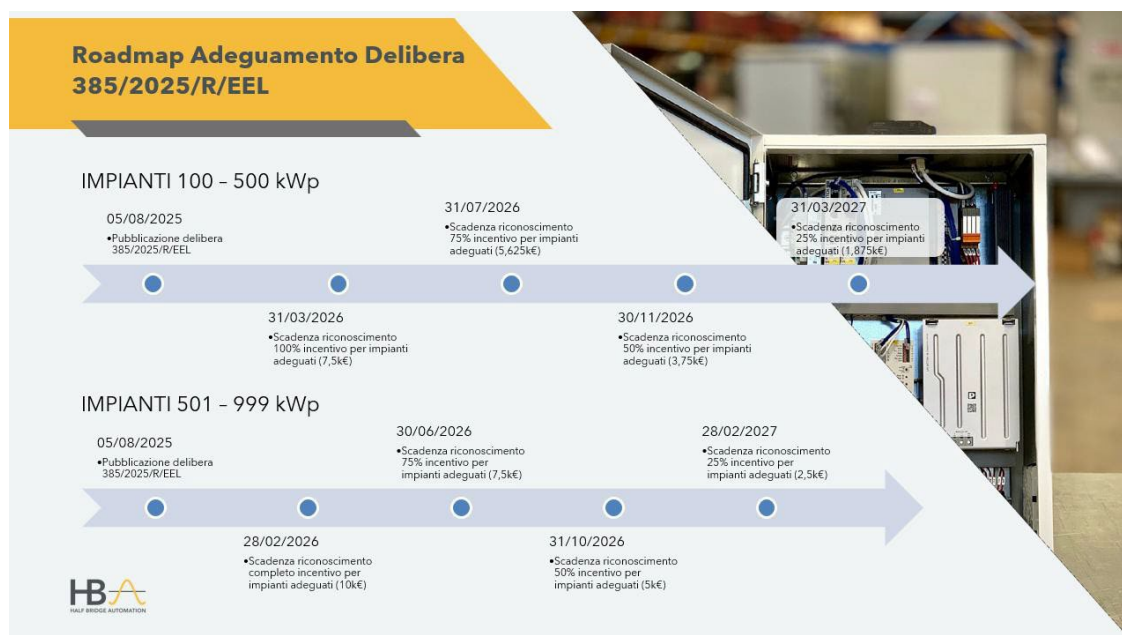 Roadmap Adeguamento Delibera
385/2025/R/EEL
IMPIANTI 100 – 500 kWp
05/08/2025
•Pubblicazione delibera
385/2025/R/EEL
31/03/2026
•Scadenza riconoscimento
100% incentivo per impianti
adeguati (7,5k€)
31/07/2026
•Scadenza riconoscimento
75% incentivo per impianti
adeguati (5,625k€)
30/11/2026
•Scadenza riconoscimento
50% incentivo per impianti
adeguati (3,75k€)
31/03/2027
•Scadenza riconoscimento
25% incentivo per impianti
adeguati (1,875k€)
IMPIANTI 501 – 999 kWp
05/08/2025
•Pubblicazione delibera
385/2025/R/EEL
28/02/2026
•Scadenza riconoscimento
completo incentivo per
impianti adeguati (10k€)
30/06/2026
•Scadenza riconoscimento
75% incentivo per
impianti adeguati (7,5k€)
31/10/2026
•Scadenza riconoscimento
50% incentivo per
impianti adeguati (5k€)
28/02/2027
•Scadenza riconoscimento
25% incentivo per
impianti adeguati (2,5k€)
HBA
HALF BRIDGE AUTOMATION